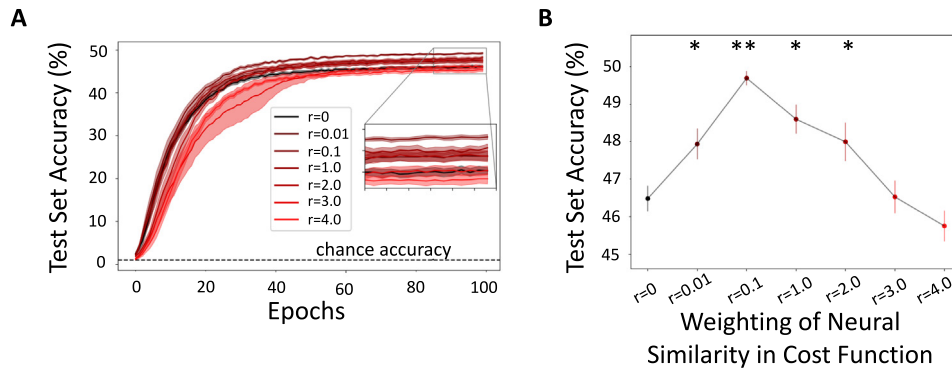 A
Test Set Accuracy (%)
50
40
30
20
10
0
r=0
r=0.01
r=0.1
r=1.0
r=2.0
r=3.0
r=4.0
chance accuracy
0
20
40
60
80
100
Epochs
B
Test Set Accuracy (%)
* ** * *
50
49
48
47
46
45
r=0
r=0.01
r=0.1
r=1.0
r=2.0
r=3.0
r=4.0
Weighting of Neural
Similarity in Cost Function